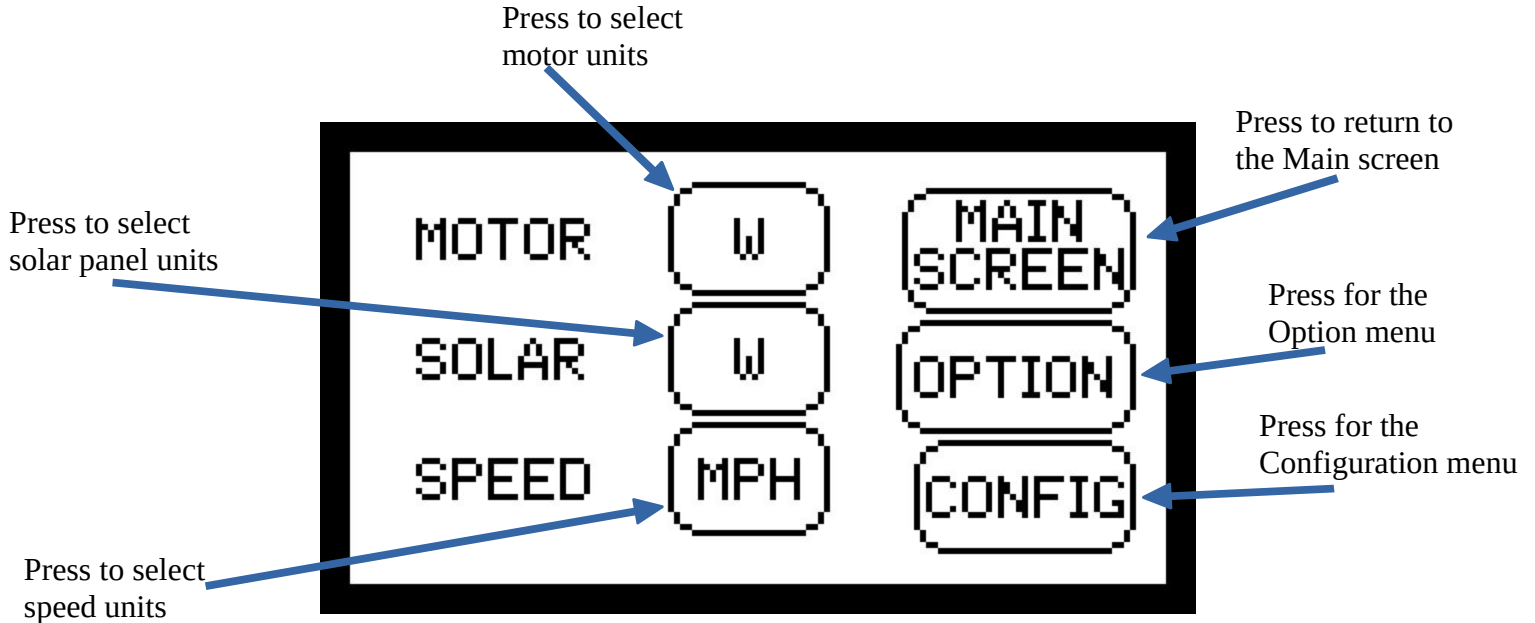 Press to select
motor units
Press to return to
the Main screen
Press to select
solar panel units
MOTOR
W
MAIN
SCREEN
Press for the
Option menu
SOLAR
W
OPTION
Press for the
Configuration menu
SPEED
MPH
CONFIG
Press to select
speed units